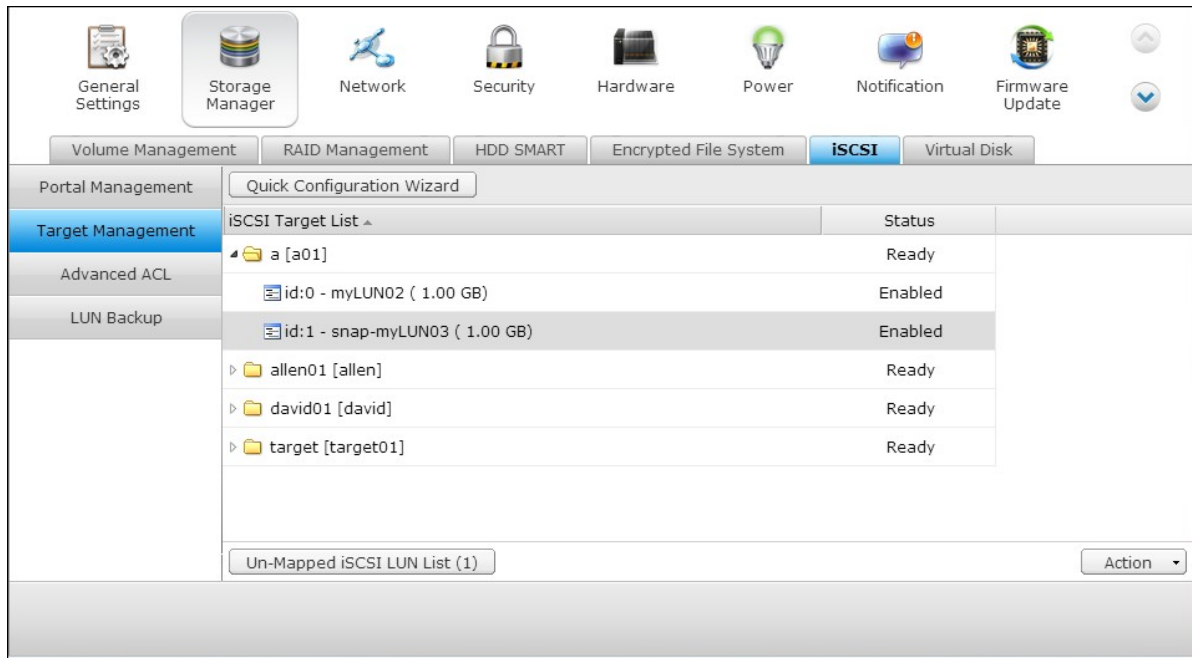 General Settings
Storage Manager
Network
Security
Hardware
Power
Notification
Firmware Update
Volume Management
RAID Management
HDD SMART
Encrypted File System
iSCSI
Virtual Disk
Portal Management
Target Management
Advanced ACL
LUN Backup
Quick Configuration Wizard
iSCSI Target List
Status
a [a01]
Ready
id:0 - myLUN02 ( 1.00 GB)
Enabled
id:1 - snap-myLUN03 ( 1.00 GB)
Enabled
allen01 [allen]
Ready
david01 [david]
Ready
target [target01]
Ready
Un-Mapped iSCSI LUN List (1)
Action